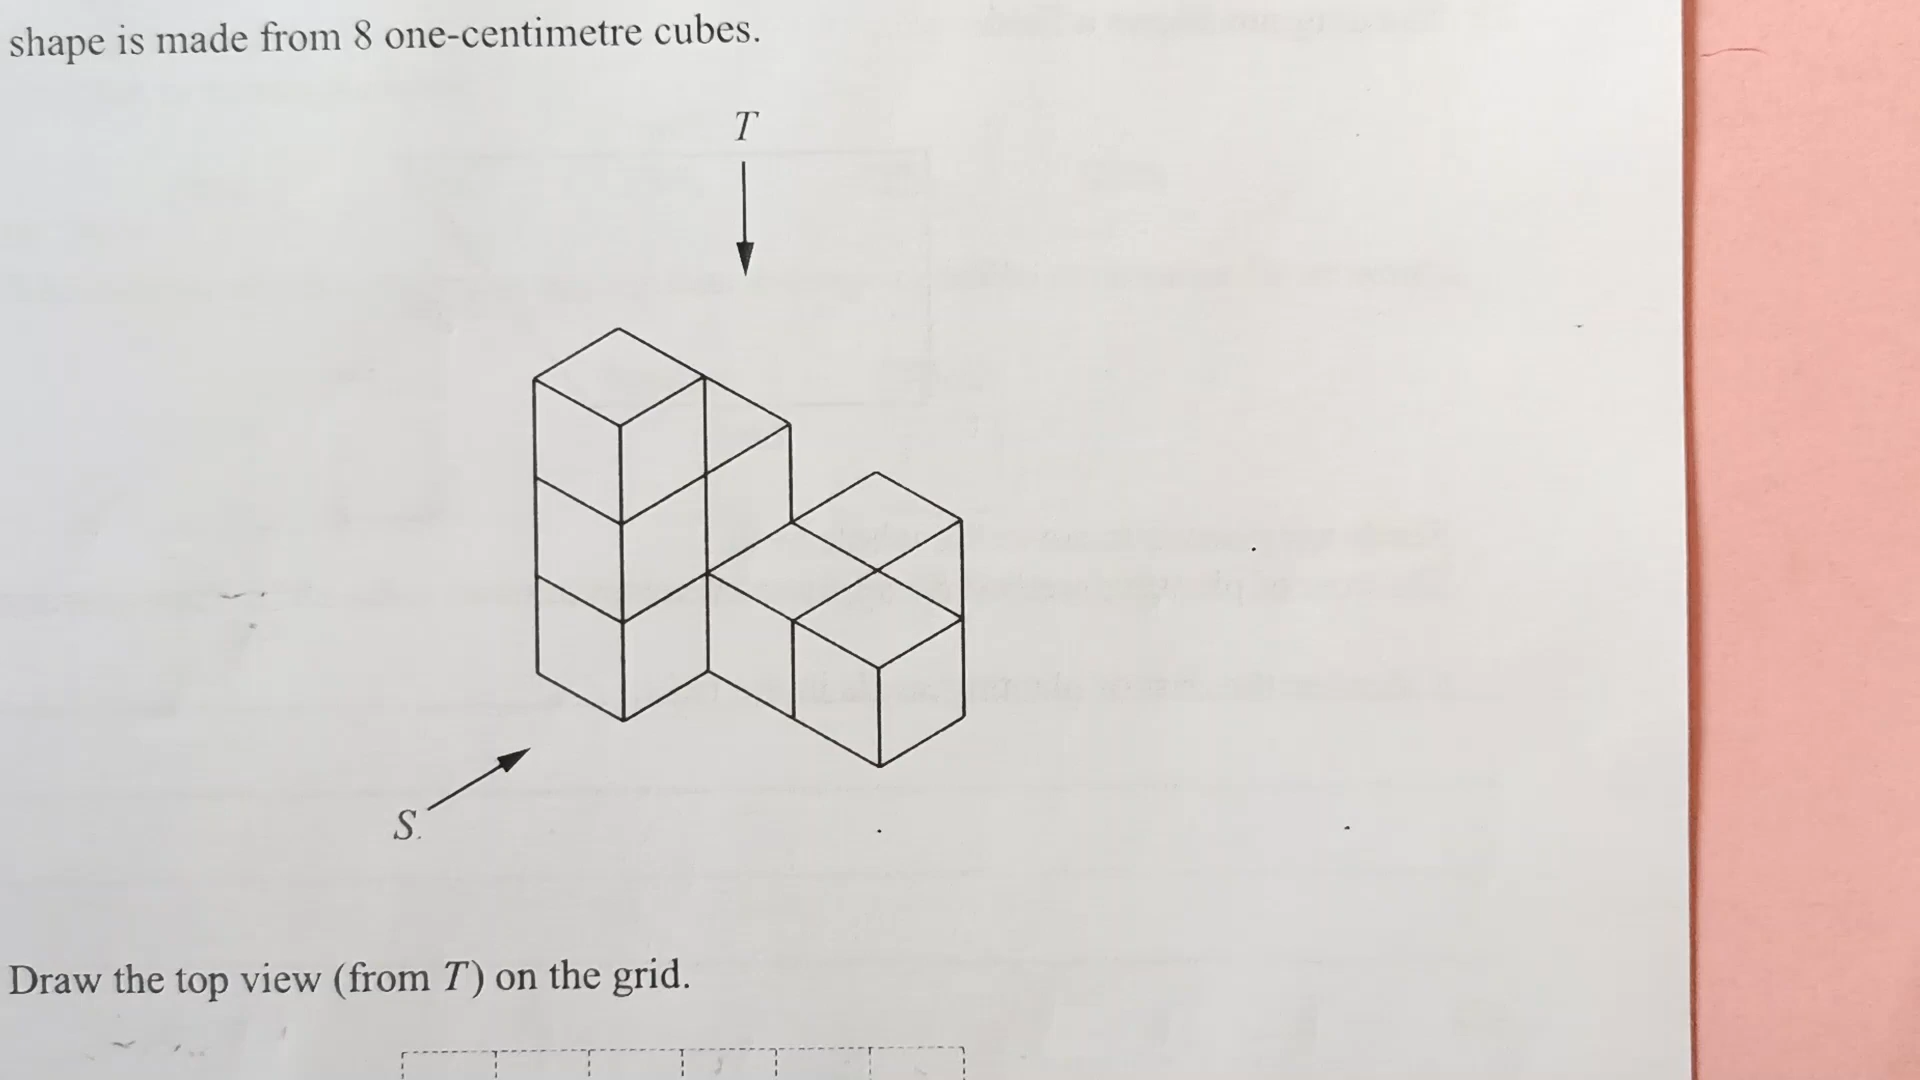 shape is made from 8 one-centimetre cubes.
T
S
Draw the top view (from T) on the grid.